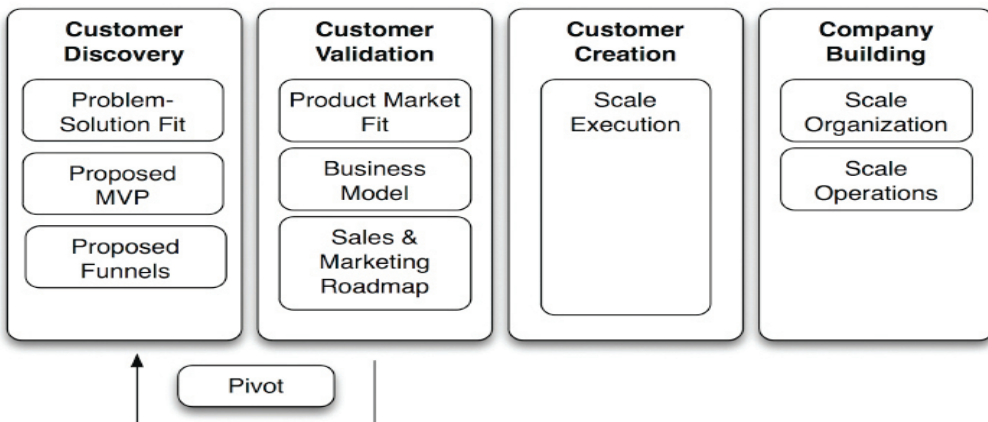 Customer
Discovery
Problem-
Solution Fit
Proposed
MVP
Proposed
Funnels
Customer
Validation
Product Market
Fit
Business
Model
Sales &
Marketing
Roadmap
Customer
Creation
Scale
Execution
Company
Building
Scale
Organization
Scale
Operations
Pivot